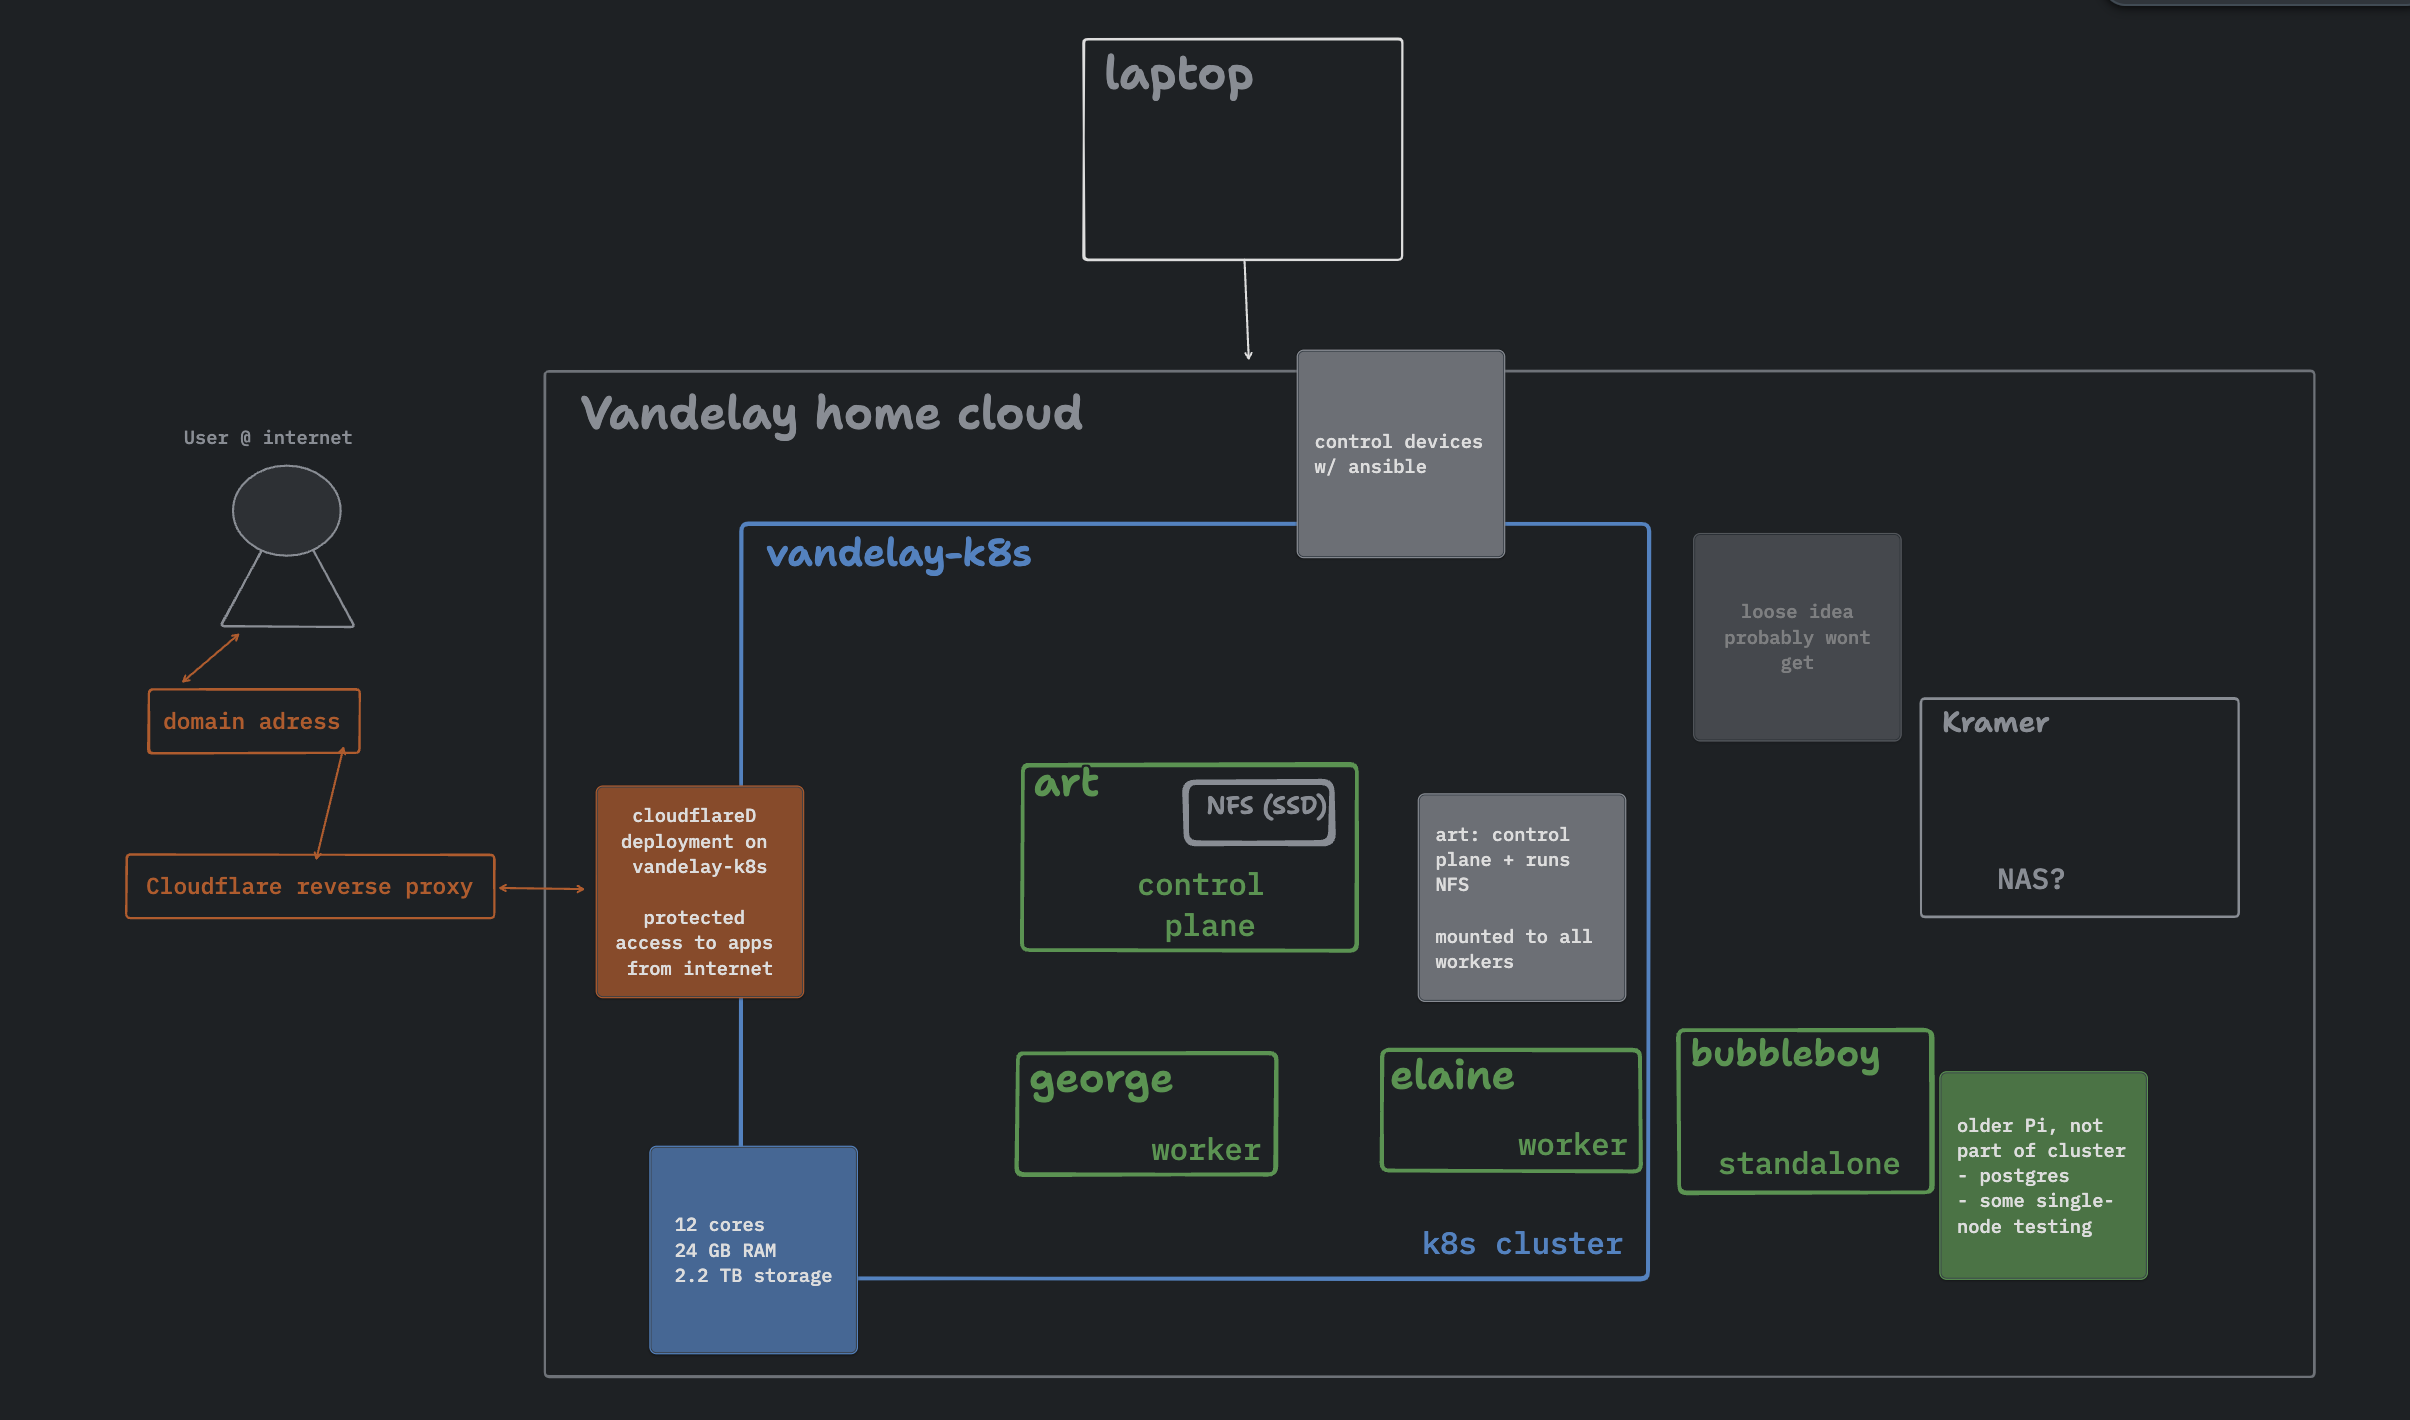 laptop
Vandelay home cloud
control devices
w/ ansible
User @ internet
vandelay-k8s
loose idea
probably wont
get
domain adress
Kramer
NAS?
art
NFS (SSD)
control
plane
cloudflareD
deployment on
vandelay-k8s
protected
access to apps
from internet
art: control
plane + runs
NFS
mounted to all
workers
Cloudflare reverse proxy
george
worker
elaine
worker
bubbleboy
standalone
older Pi, not
part of cluster
- postgres
- some single-
node testing
12 cores
24 GB RAM
2.2 TB storage
k8s cluster